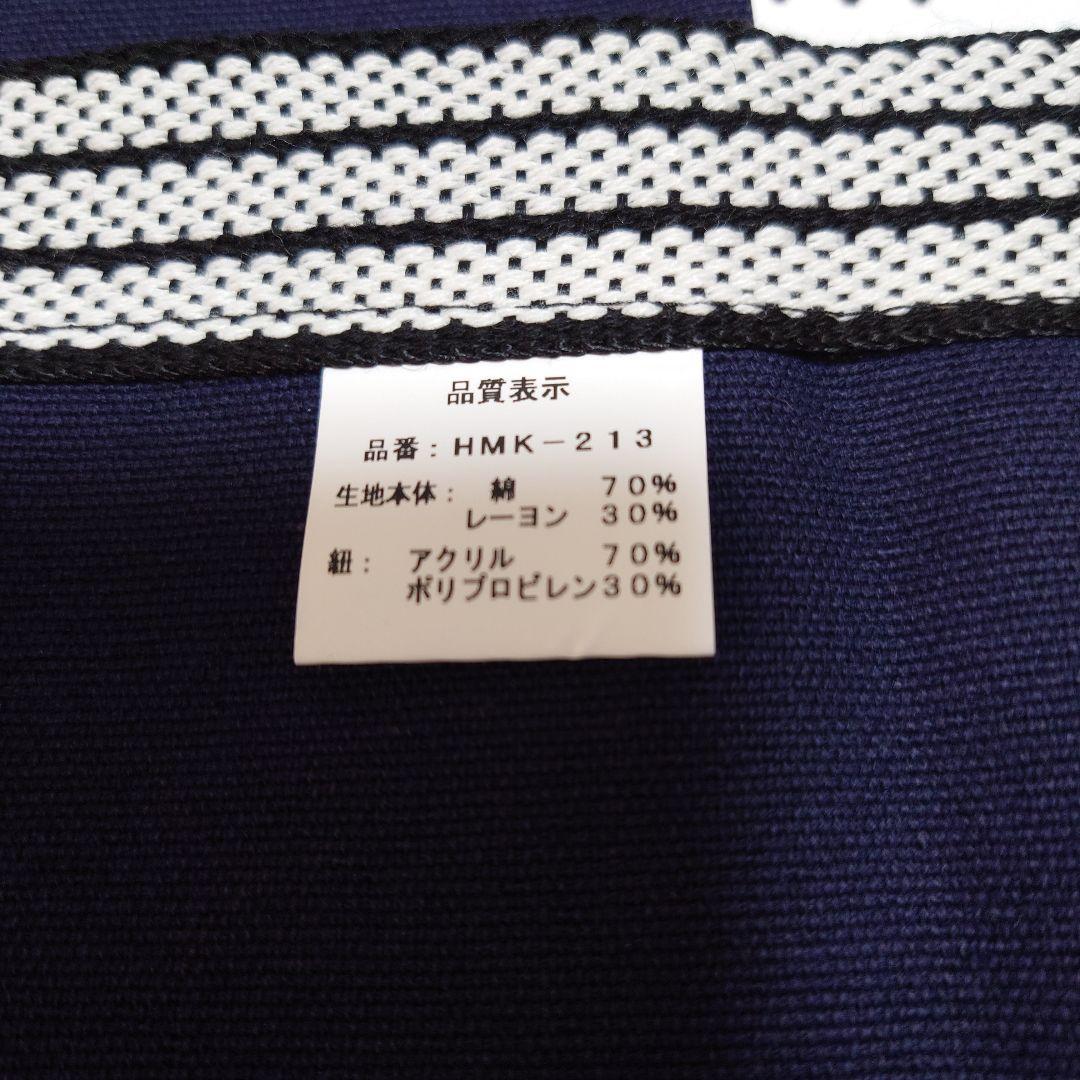 品質表示
品番：ＨＭＫ－２１３
生地本体： 綿 ７０％
レーヨン ３０％
紐： アクリル ７０％
ポリプロピレン３０％